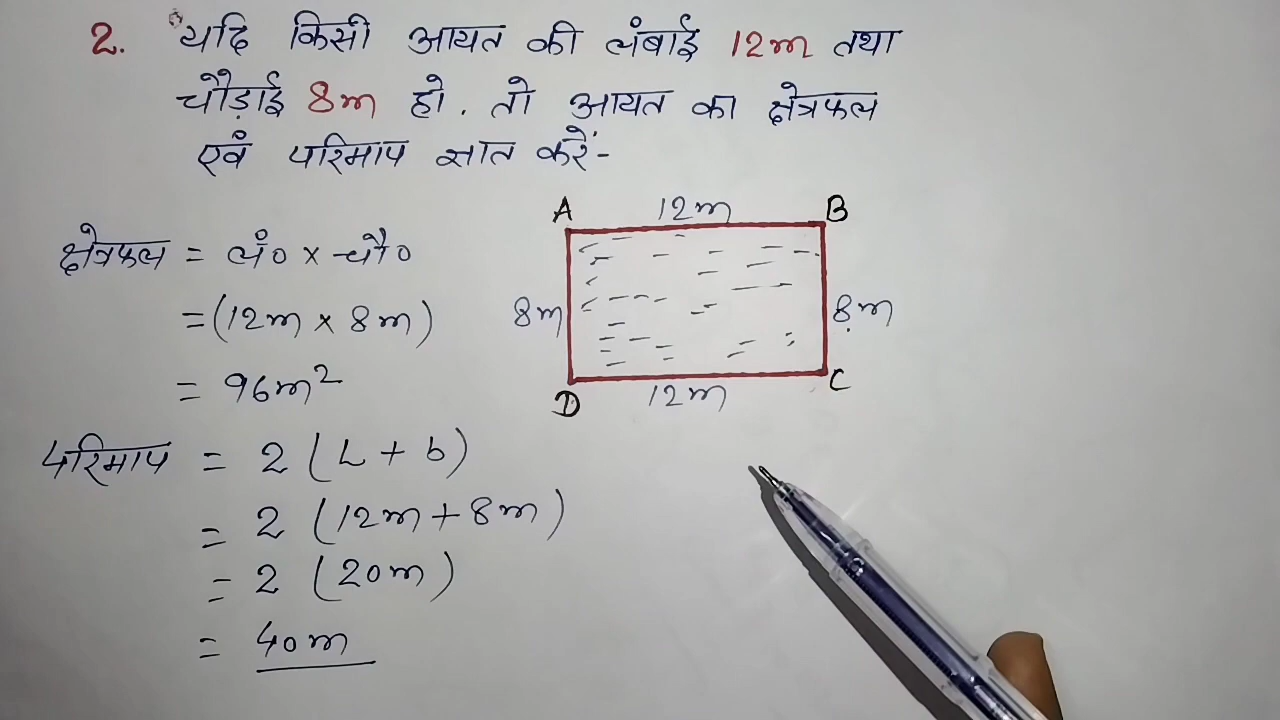 2. यदि किसी आयत की लंबाई 12m तथा
चौड़ाई 8m हो. तो आयत का क्षेत्रफल
एवं परिमाप ज्ञात करें-
क्षेत्रफल = लं० × चौ०
= (12m × 8m)
= 96m²
परिमाप = 2 (L + b)
= 2 (12m + 8m)
= 2 (20m)
= 40m
A 12m B
8m 8m
D 12m C